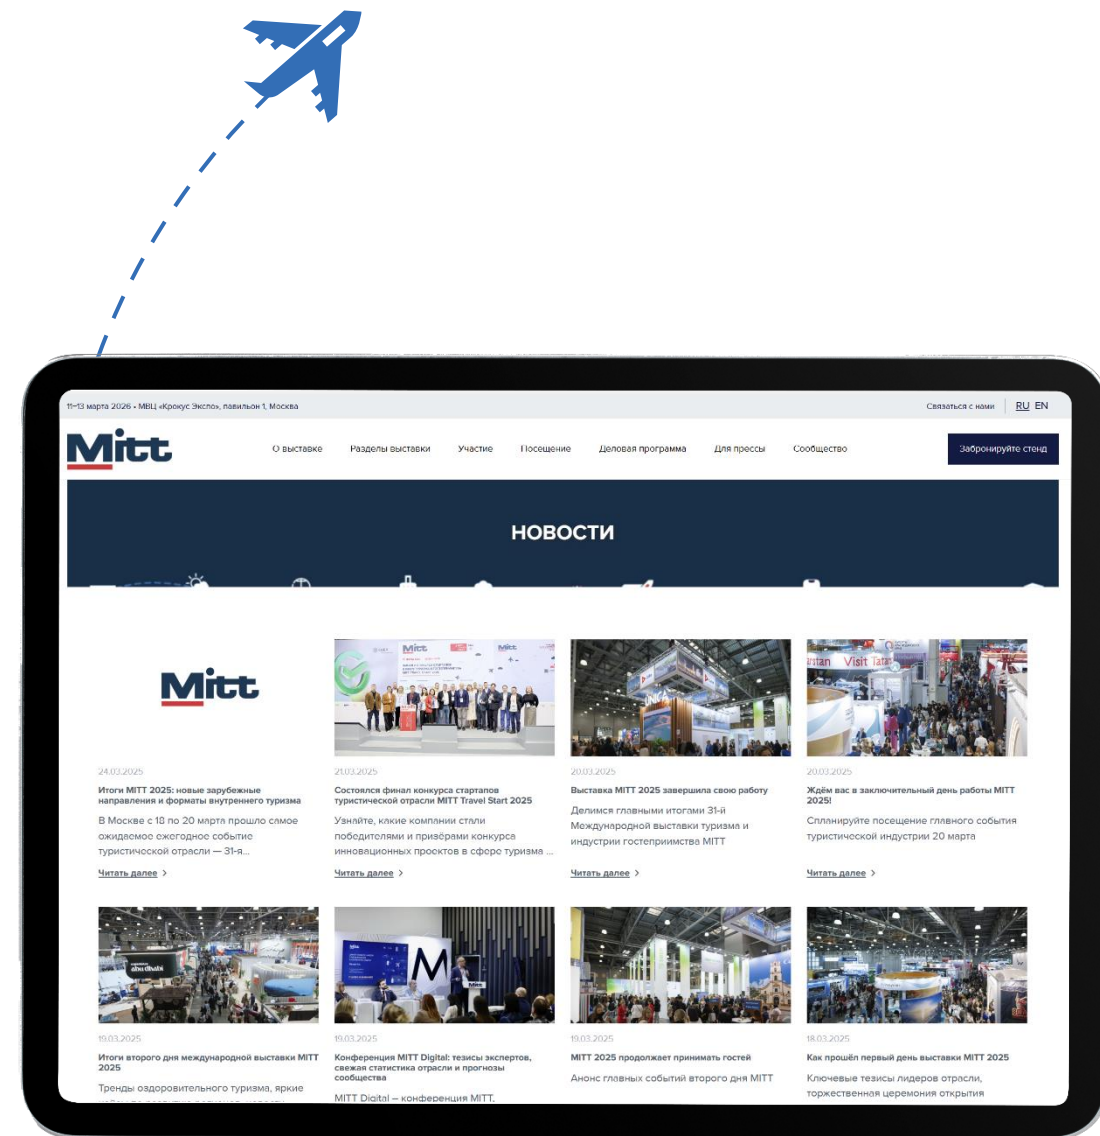 11–13 марта 2026 • МВЦ «Крокус Экспо», павильон 1, Москва
Связаться с нами
RU EN
Mitt
О выставке
Разделы выставки
Участие
Посещение
Деловая программа
Для прессы
Сообщество
Забронируйте стенд
НОВОСТИ
Mitt
24.03.2025
Итоги MITT 2025: новые зарубежные
направления и форматы внутреннего туризма
В Москве с 18 по 20 марта прошло самое
ожидаемое ежегодное событие
туристической отрасли — 31-я...
Читать далее >
Mitt
Mitt
21.03.2025
Состоялся финал конкурса стартапов
туристической отрасли MITT Travel Start 2025
Узнайте, какие компании стали
победителями и призёрами конкурса
инновационных проектов в сфере туризма ...
Читать далее >
20.03.2025
Выставка MITT 2025 завершила свою работу
Делимся главными итогами 31-й
Международной выставки туризма и
индустрии гостеприимства MITT
Читать далее >
Visit
20.03.2025
Ждём вас в заключительный день работы MITT
2025!
Спланируйте посещение главного события
туристической индустрии 20 марта
Читать далее >
abu dhabi
19.03.2025
Итоги второго дня международной выставки MITT
2025
Тренды оздоровительного туризма, яркие
Mitt
M
Mitt
19.03.2025
Конференция MITT Digital: тезисы экспертов,
свежая статистика отрасли и прогнозы
сообщества
MITT Digital – конференция MITT,
19.03.2025
MITT 2025 продолжает принимать гостей
Анонс главных событий второго дня MITT
18.03.2025
Как прошёл первый день выставки MITT 2025
Ключевые тезисы лидеров отрасли,
торжественная церемония открытия